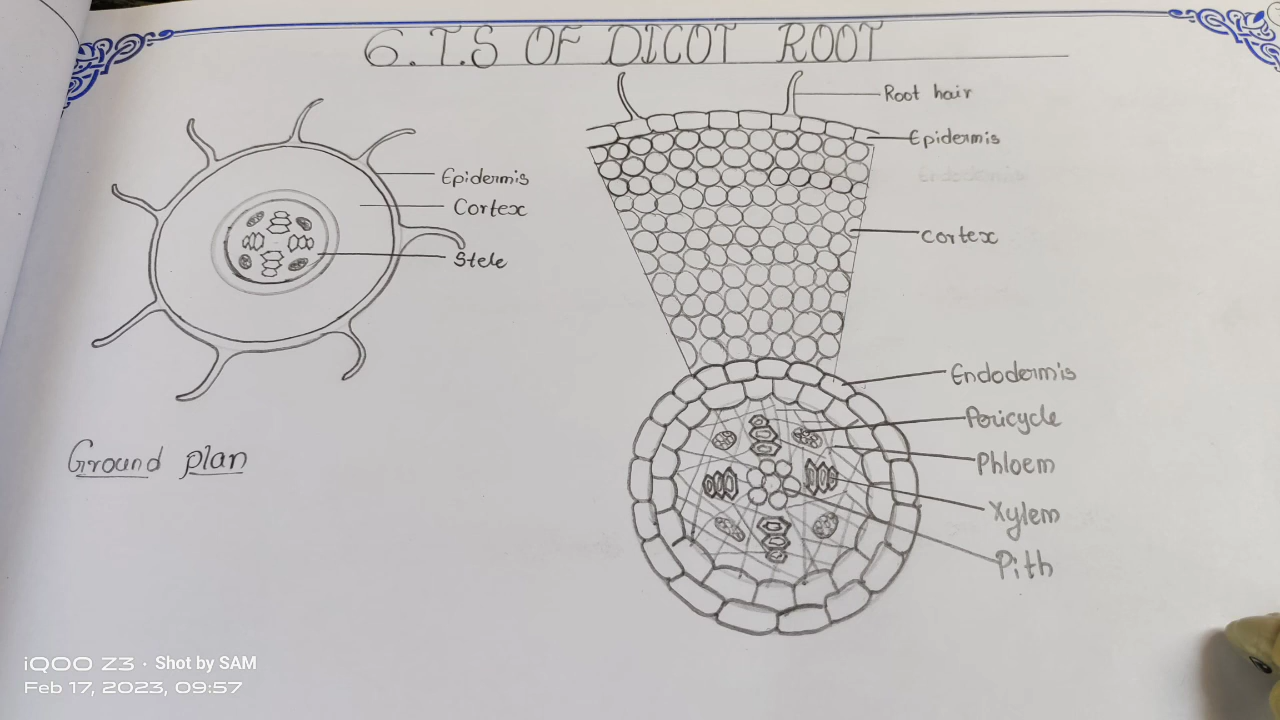 6. T.S OF DICOT ROOT
Root hair
Epidermis
Cortex
Endodermis
Pericycle
Phloem
Xylem
Pith
Epidermis
Cortex
Stele
Ground plan
iQOO Z3 · Shot by SAM
Feb 17, 2023, 09:57